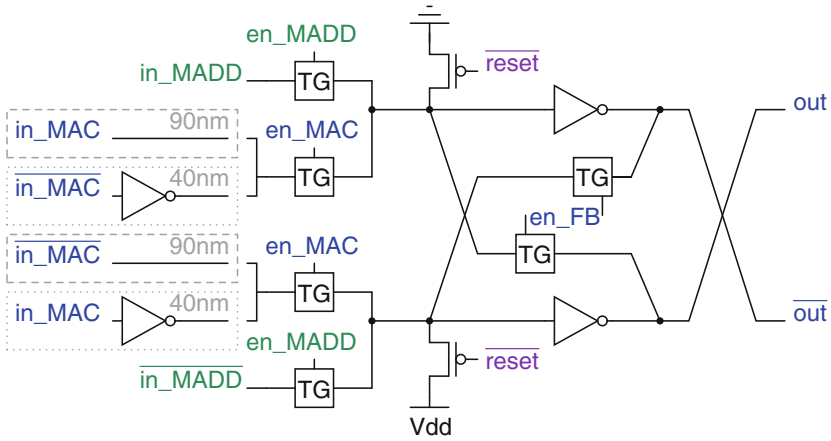 en_MADD
in_MADD
TG
reset
90nm
in_MAC
en_MAC
out
TG
in_MAC
40nm
TG
en_FB
in_MAC
90nm
en_MAC
TG
TG
in_MAC
40nm
out
en_MADD
reset
in_MADD
TG
Vdd